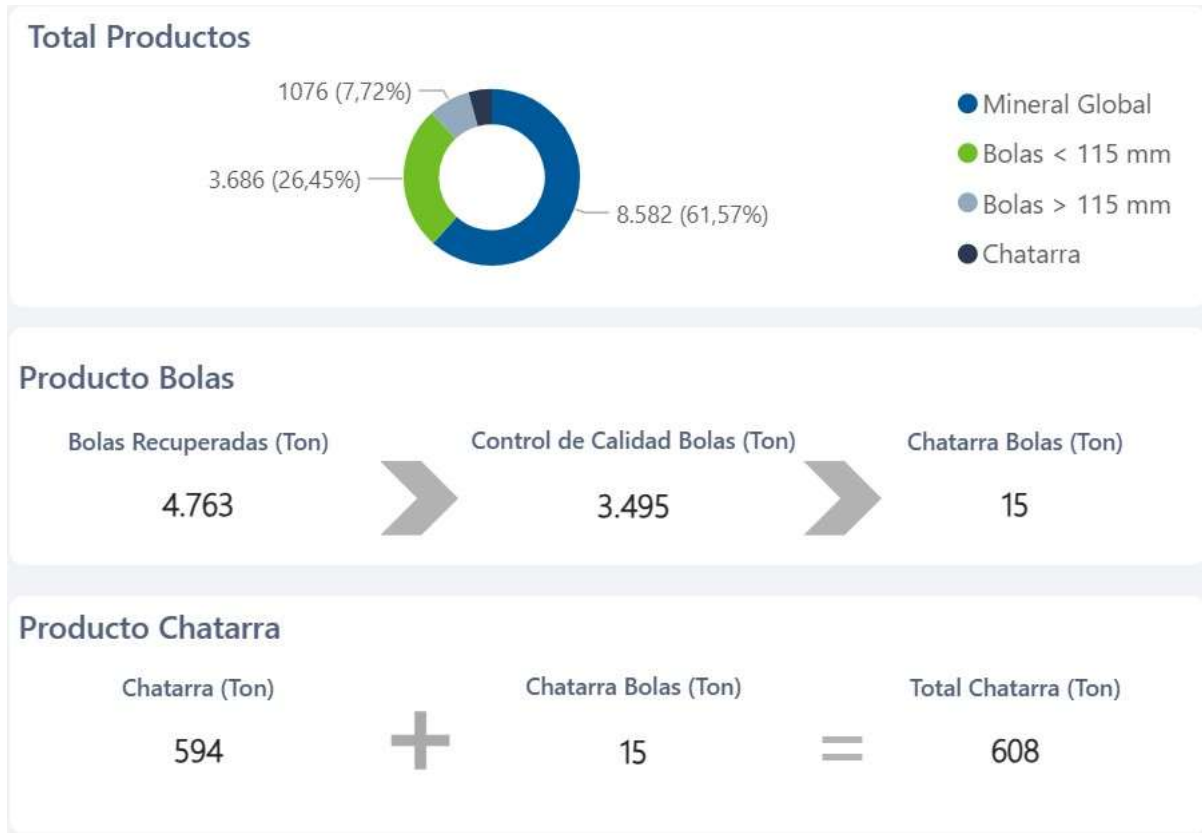 Total Productos
1076 (7,72%)
3.686 (26,45%)
8.582 (61,57%)
Mineral Global
Bolas < 115 mm
Bolas > 115 mm
Chatarra
Producto Bolas
Bolas Recuperadas (Ton)
4.763
Control de Calidad Bolas (Ton)
3.495
Chatarra Bolas (Ton)
15
Producto Chatarra
Chatarra (Ton)
594
+
Chatarra Bolas (Ton)
15
=
Total Chatarra (Ton)
608